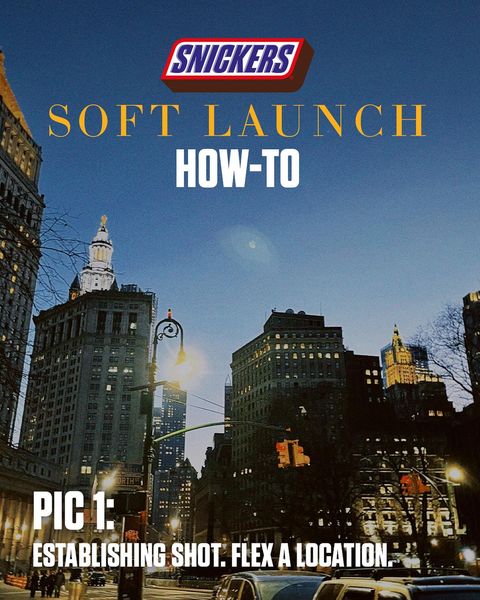 SNICKERS
SOFT LAUNCH
HOW-TO
PIC 1:
ESTABLISHING SHOT. FLEX A LOCATION.